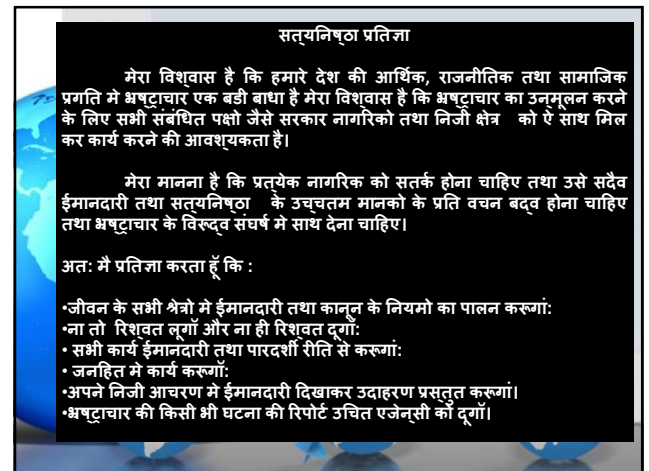 सत्यनिष्ठा प्रतिज्ञा
मेरा विश्वास है कि हमारे देश की आर्थिक, राजनीतिक तथा सामाजिक
प्रगति मे भ्रष्टाचार एक बडी बाधा है मेरा विश्वास है कि भ्रष्टाचार का उन्मूलन करने
के लिए सभी संबंधित पक्षो जैसे सरकार नागरिको तथा निजी क्षेत्र को ऐ साथ मिल
कर कार्य करने की आवश्यकता है।
मेरा मानना है कि प्रत्येक नागरिक को सतर्क होना चाहिए तथा उसे सदैव
ईमानदारी तथा सत्यनिष्ठा के उच्चतम मानको के प्रति वचन बद्व होना चाहिए
तथा भ्रष्टाचार के विरूद्व संघर्ष मे साथ देना चाहिए।
अत: मै प्रतिज्ञा करता हूॅ कि :
•जीवन के सभी श्रेत्रो मे ईमानदारी तथा कानून के नियमो का पालन करूगां:
•ना तो रिश्वत लूगॉ और ना ही रिश्वत दूगॉ:
• सभी कार्य ईमानदारी तथा पारदर्शी रीति से करूगां:
• जनहित मे कार्य करूगॉ:
•अपने निजी आचरण मे ईमानदारी दिखाकर उदाहरण प्रस्तुत करूगां।
•भ्रष्टाचार की किसी भी घटना की रिपोर्ट उचित एजेन्सी को दूगॉ।